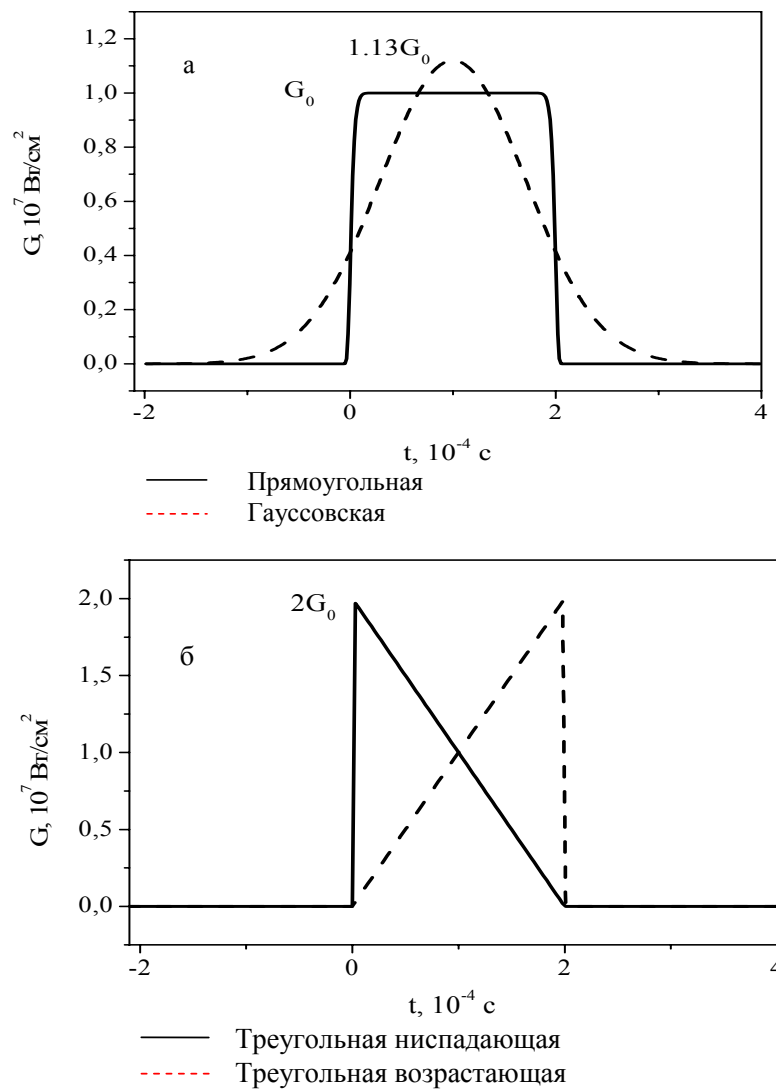 1,2
1.13G₀
а
G₀
1,0
0,8
0,6
0,4
0,2
0,0
G, 10⁷ Вт/см²
-2 0 2 4
t, 10⁻⁴ с
Прямоугольная
Гауссовская
2,0
2G₀
б
1,5
1,0
0,5
0,0
G, 10⁷ Вт/см²
-2 0 2 4
t, 10⁻⁴ с
Треугольная ниспадающая
Треугольная возрастающая